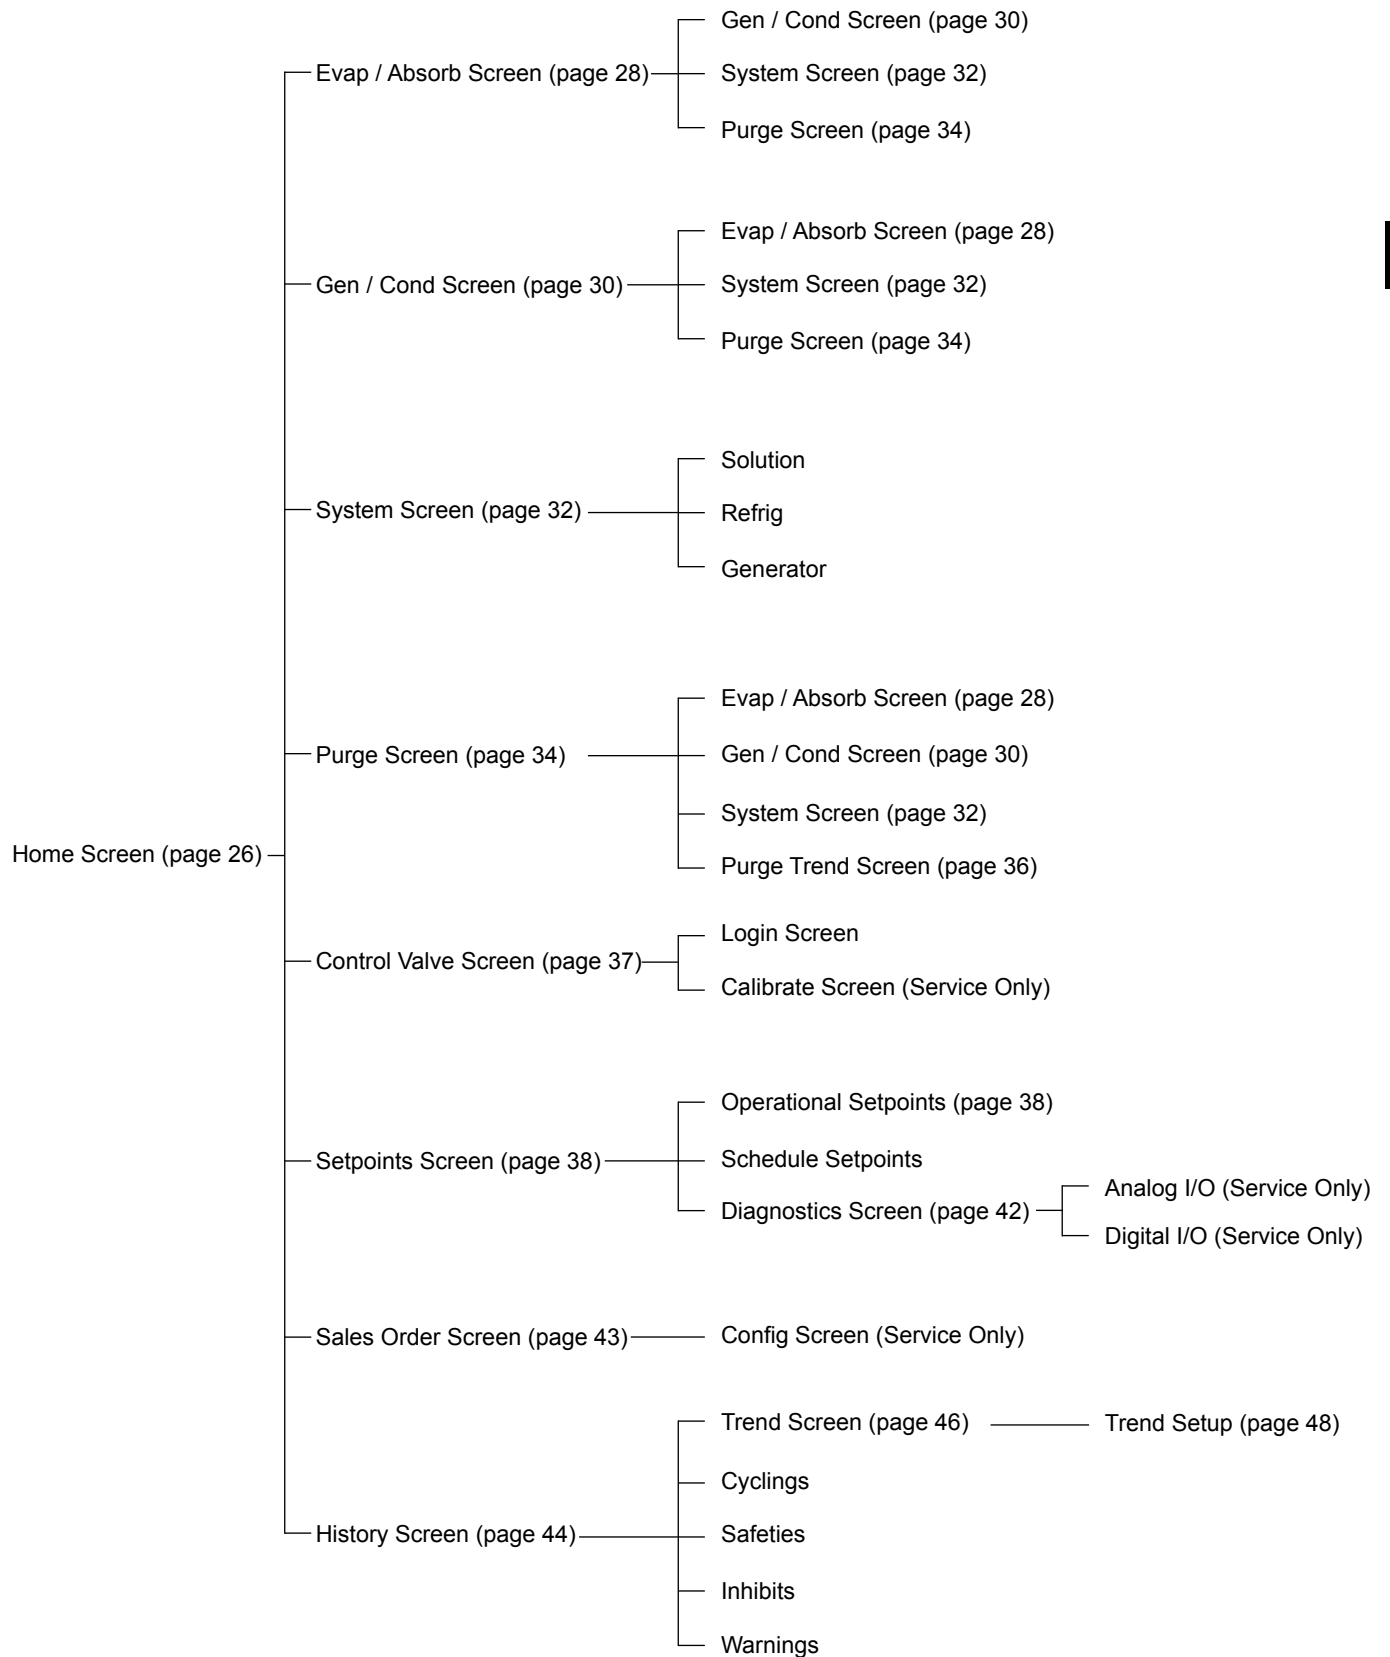 Home Screen (page 26)
Evap / Absorb Screen (page 28)
Gen / Cond Screen (page 30)
System Screen (page 32)
Purge Screen (page 34)
Gen / Cond Screen (page 30)
Evap / Absorb Screen (page 28)
System Screen (page 32)
Purge Screen (page 34)
System Screen (page 32)
Solution
Refrig
Generator
Purge Screen (page 34)
Evap / Absorb Screen (page 28)
Gen / Cond Screen (page 30)
System Screen (page 32)
Purge Trend Screen (page 36)
Control Valve Screen (page 37)
Login Screen
Calibrate Screen (Service Only)
Setpoints Screen (page 38)
Operational Setpoints (page 38)
Schedule Setpoints
Diagnostics Screen (page 42)
Analog I/O (Service Only)
Digital I/O (Service Only)
Sales Order Screen (page 43)
Config Screen (Service Only)
History Screen (page 44)
Trend Screen (page 46)
Trend Setup (page 48)
Cyclings
Safeties
Inhibits
Warnings